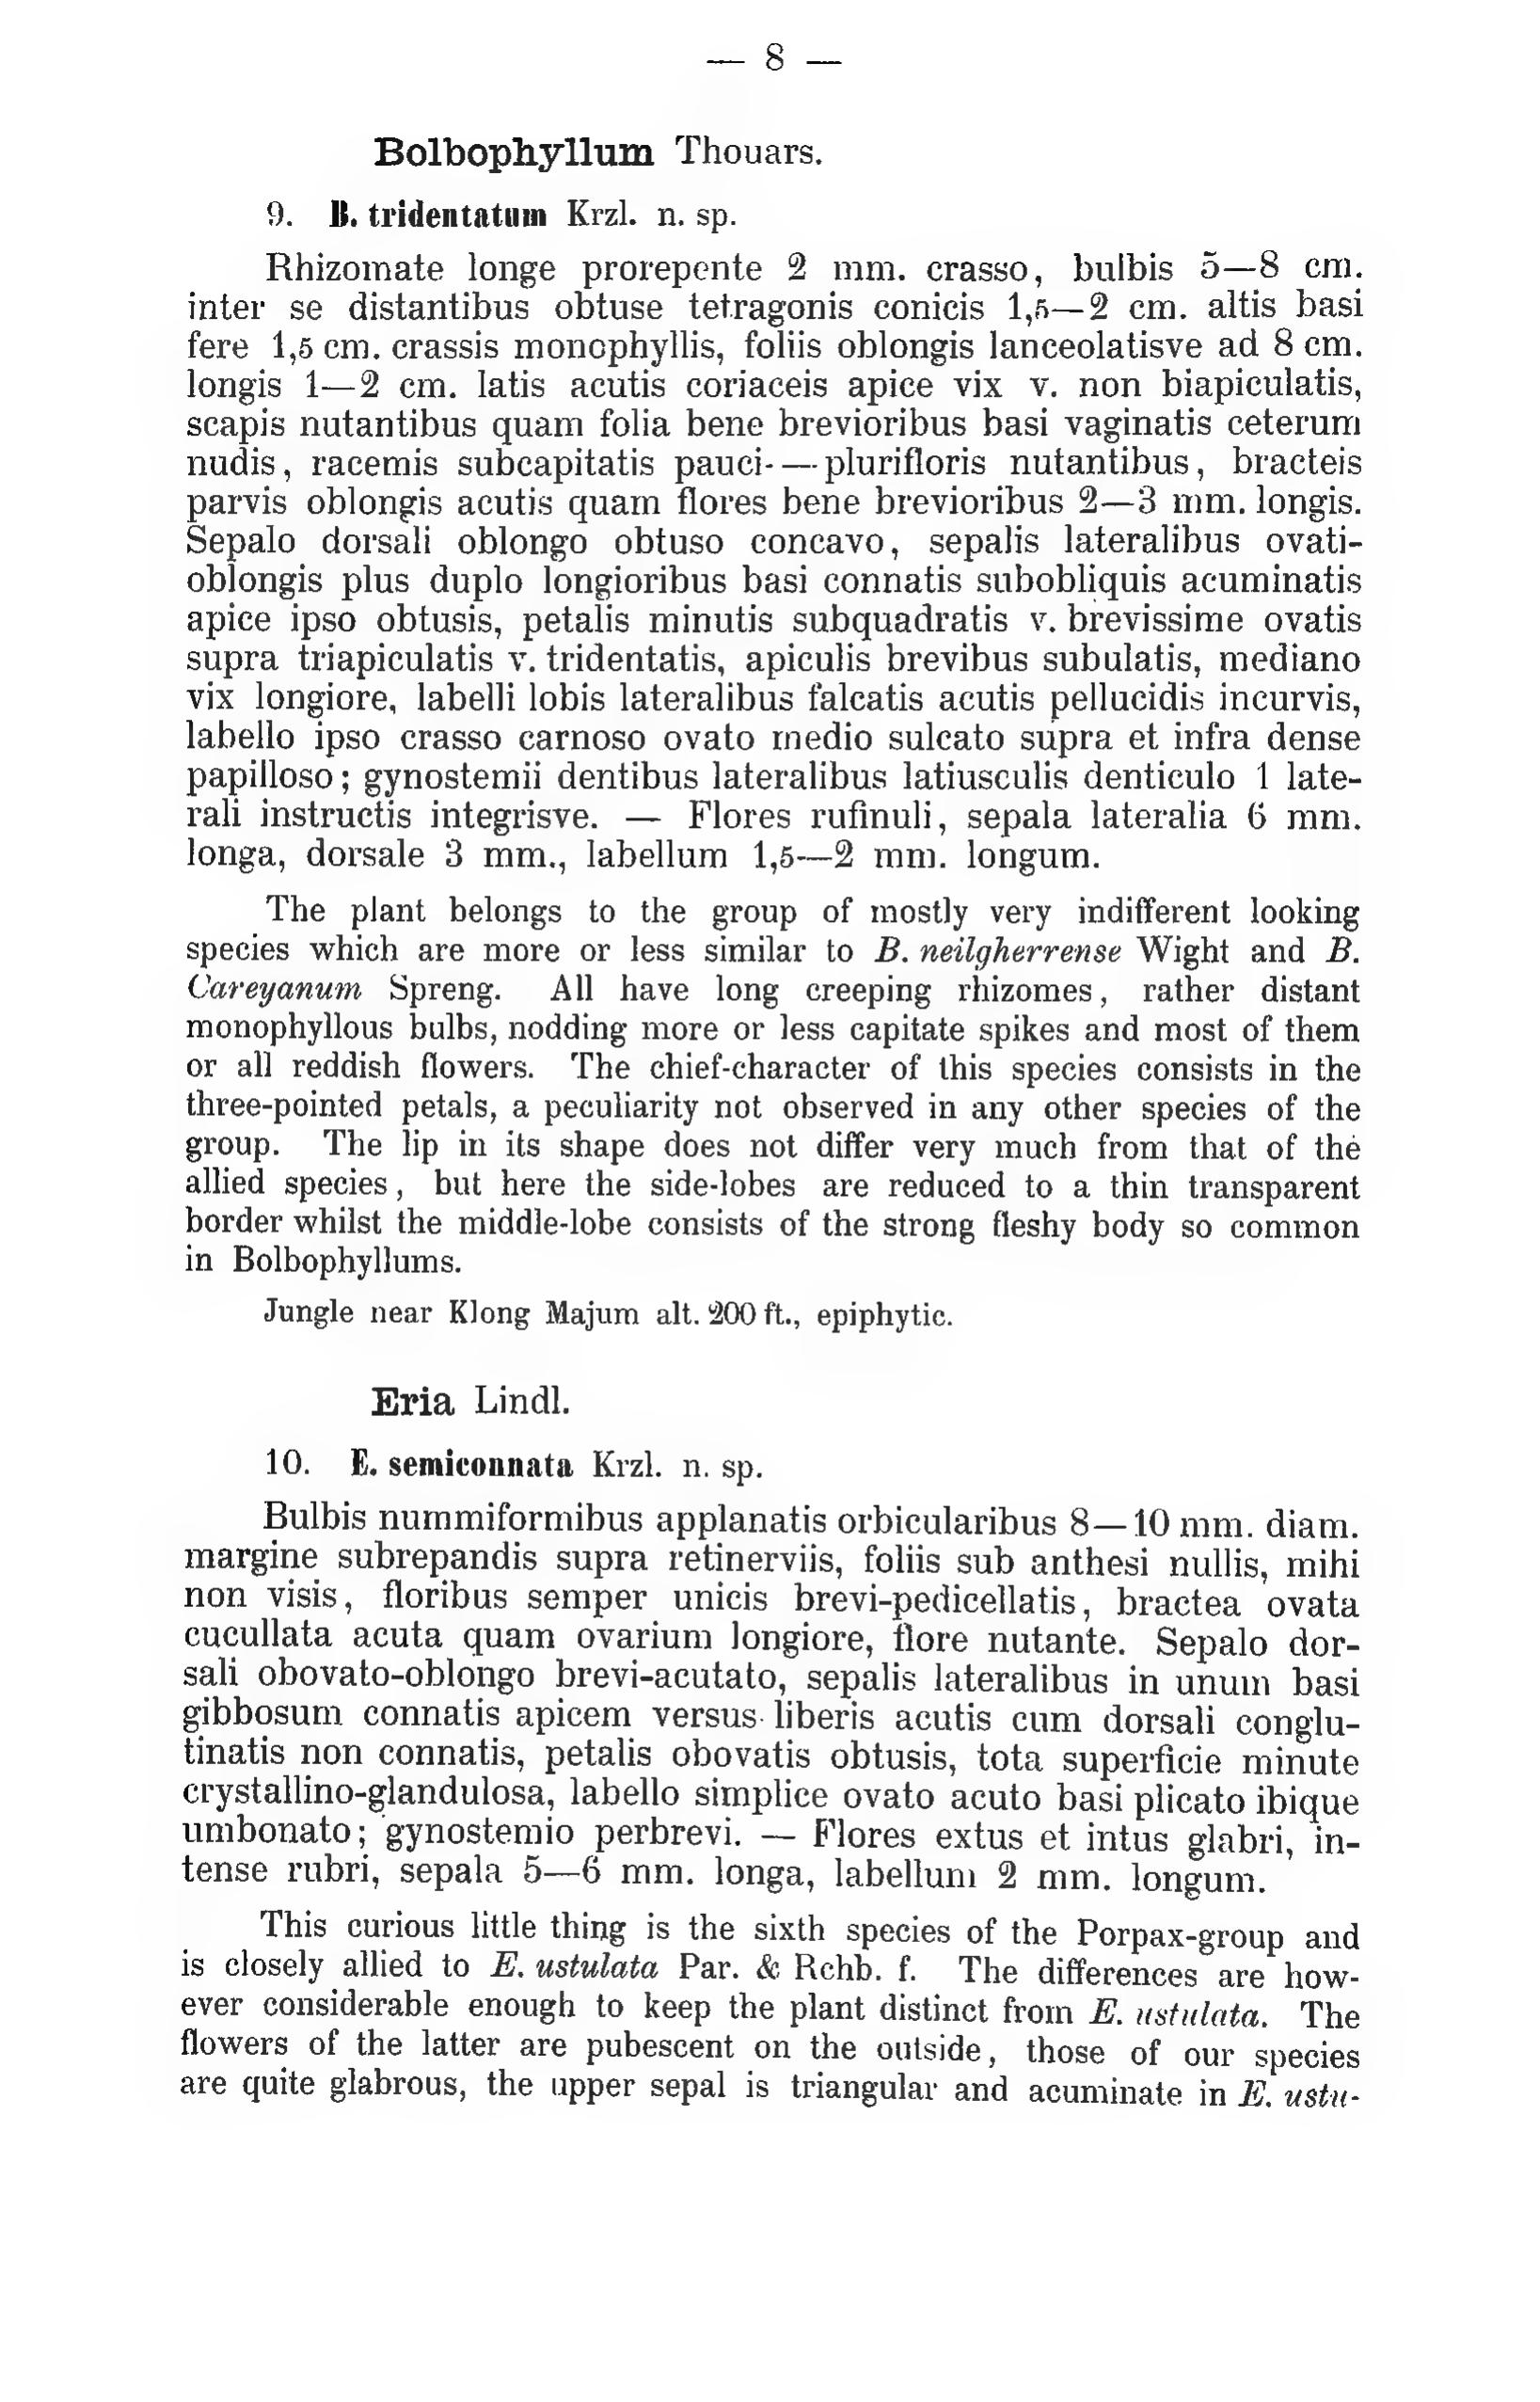 — 8 —
Bolbophyllum Thouars.
9. B. tridentatum Krzl. n. sp.
Rhizomate longe prorepente 2 mm. crasso, bulbis 5—8 cm.
inter se distantibus obtuse tetragonis conicis 1,5—2 cm. altis basi
fere 1,5 cm. crassis monophyllis, foliis oblongis lanceolatisve ad 8 cm.
longis 1—2 cm. latis acutis coriaceis apice vix v. non biapiculatis,
scapis nutantibus quam folia bene brevioribus basi vaginatis ceterum
nudis, racemis subcapitatis pauci- — plurifloris nutantibus, bracteis
parvis oblongis acutis quam flores bene brevioribus 2—3 mm. longis.
Sepalo dorsali oblongo obtuso concavo, sepalis lateralibus ovati-
oblongis plus duplo longioribus basi connatis subobliquis acuminatis
apice ipso obtusis, petalis minutis subquadratis v. brevissime ovatis
supra triapiculatis v. tridentatis, apiculis brevibus subulatis, mediano
vix longiore, labelli lobis lateralibus falcatis acutis pellucidis incurvis,
labello ipso crasso carnoso ovato medio sulcato supra et infra dense
papilloso; gynostemii dentibus lateralibus latiusculis denticulo 1 late-
rali instructis integrisve. — Flores rufinuli, sepala lateralia 6 mm.
longa, dorsale 3 mm., labellum 1,5—2 mm. longum.
The plant belongs to the group of mostly very indifferent looking
species which are more or less similar to B. neilgherrense Wight and B.
Careyanum Spreng. All have long creeping rhizomes, rather distant
monophyllous bulbs, nodding more or less capitate spikes and most of them
or all reddish flowers. The chief-character of this species consists in the
three-pointed petals, a peculiarity not observed in any other species of the
group. The lip in its shape does not differ very much from that of the
allied species, but here the side-lobes are reduced to a thin transparent
border whilst the middle-lobe consists of the strong fleshy body so common
in Bolbophyllums.
Jungle near Klong Majum alt. 200 ft., epiphytic.
Eria Lindl.
10. E. semiconnata Krzl. n. sp.
Bulbis nummiformibus applanatis orbicularibus 8—10 mm. diam.
margine subrepandis supra retinerviis, foliis sub anthesi nullis, mihi
non visis, floribus semper unicis brevi-pedicellatis, bractea ovata
cucullata acuta quam ovarium longiore, flore nutante. Sepalo dor-
sali obovato-oblongo brevi-acutato, sepalis lateralibus in unum basi
gibbosum connatis apicem versus liberis acutis cum dorsali conglu-
tinatis non connatis, petalis obovatis obtusis, tota superficie minute
crystallino-glandulosa, labello simplice ovato acuto basi plicato ibique
umbonato; gynostemio perbrevi. — Flores extus et intus glabri, in-
tense rubri, sepala 5—6 mm. longa, labellum 2 mm. longum.
This curious little thing is the sixth species of the Porpax-group and
is closely allied to E. ustulata Par. & Rchb. f. The differences are how-
ever considerable enough to keep the plant distinct from E. ustulata. The
flowers of the latter are pubescent on the outside, those of our species
are quite glabrous, the upper sepal is triangular and acuminate in E. ustu-